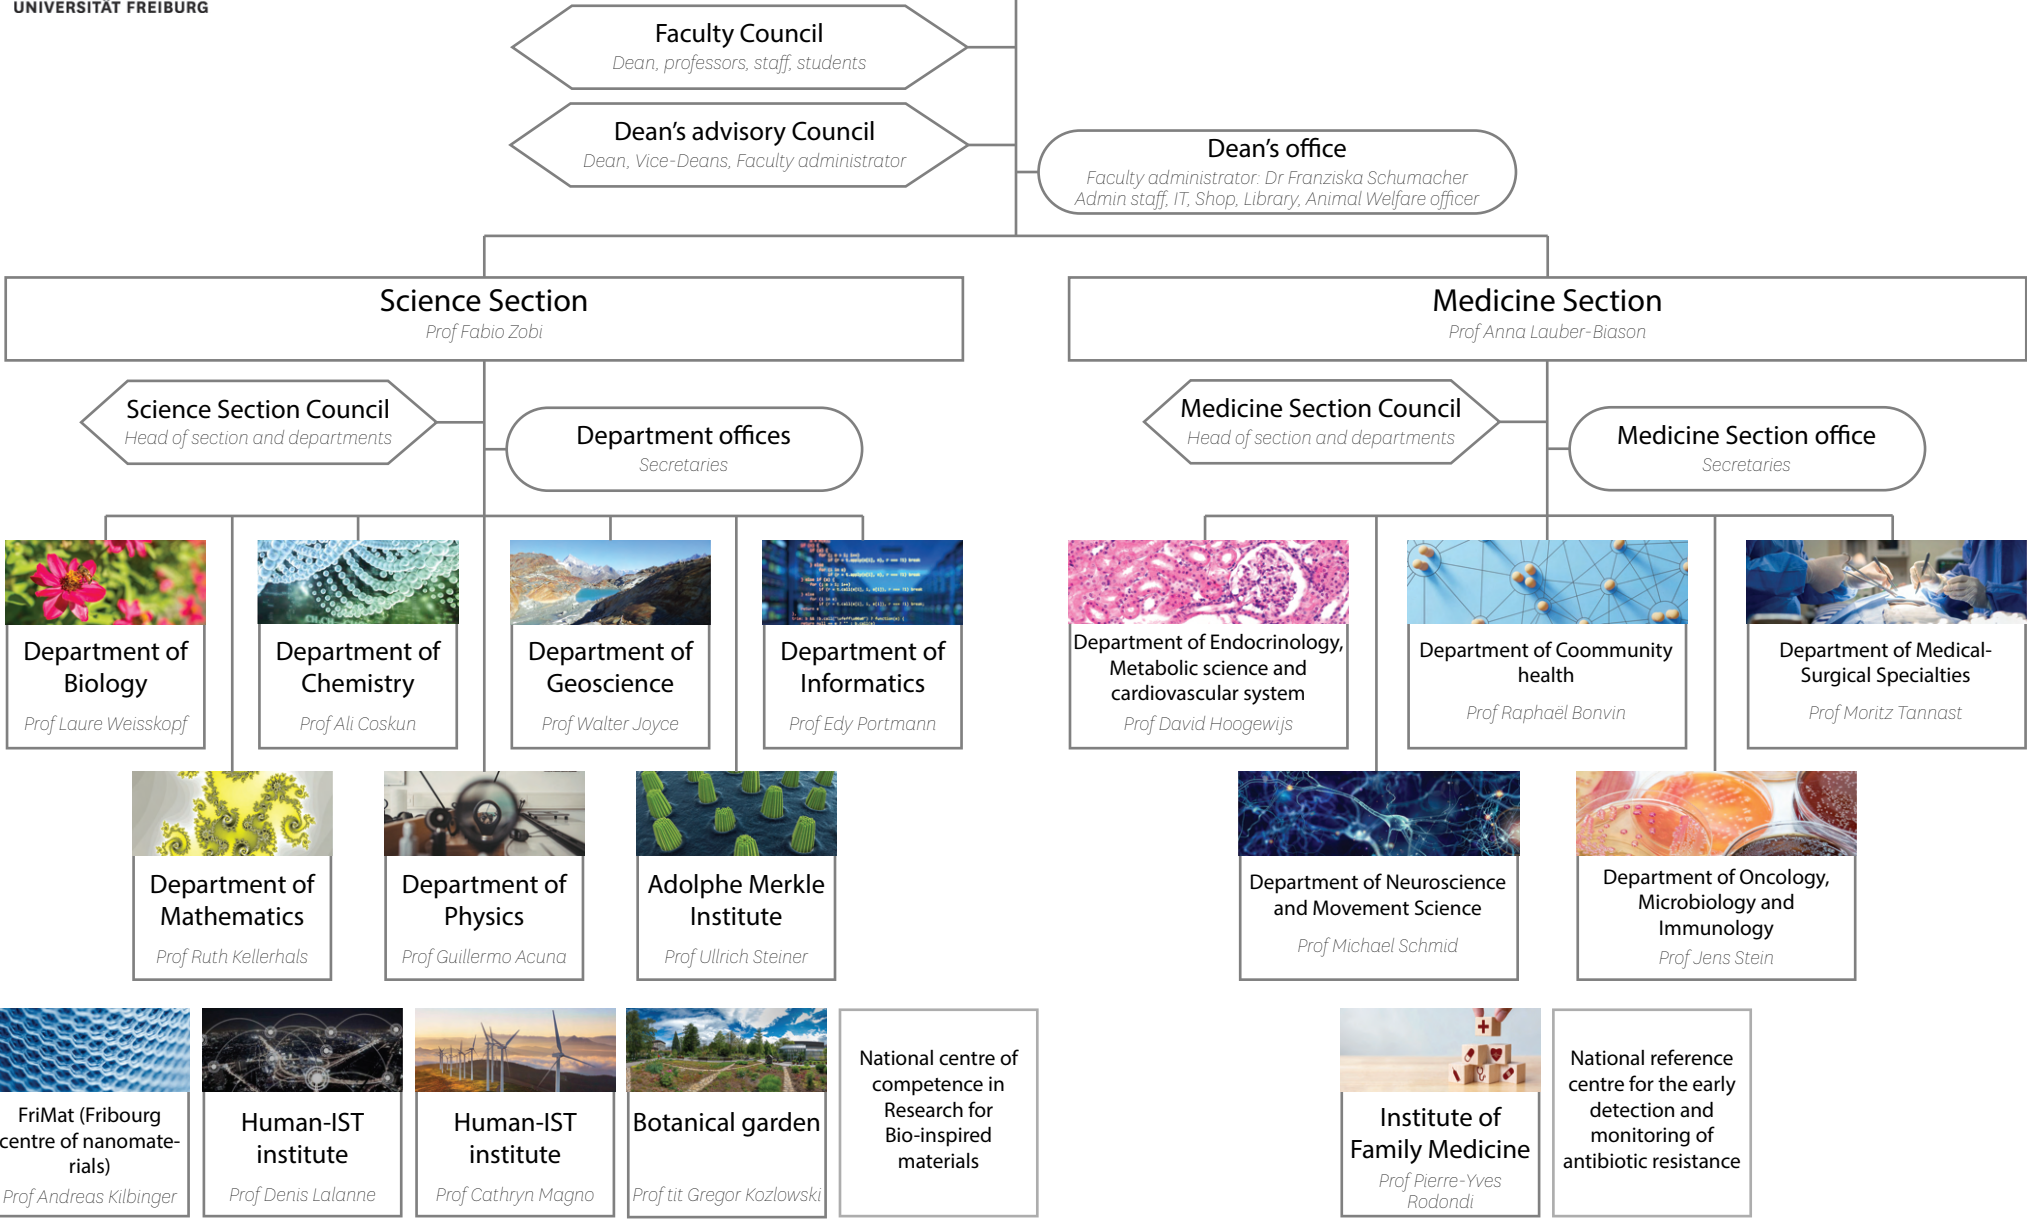 UNIVERSITÄT FREIBURG
Faculty Council
Dean, professors, staff, students
Dean's advisory Council
Dean, Vice-Deans, Faculty administrator
Dean's office
Faculty administrator: Dr Franziska Schumacher
Admin staff, IT, Shop, Library, Animal Welfare officer
Science Section
Prof Fabio Zobi
Medicine Section
Prof Anna Lauber-Biason
Science Section Council
Head of section and departments
Department offices
Secretaries
Medicine Section Council
Head of section and departments
Medicine Section office
Secretaries
Department of
Biology
Prof Laure Weisskopf
Department of
Chemistry
Prof Ali Coskun
Department of
Geoscience
Prof Walter Joyce
Department of
Informatics
Prof Edy Portmann
Department of Endocrinology,
Metabolic science and
cardiovascular system
Prof David Hoogewijs
Department of Coommunity
health
Prof Raphaël Bonvin
Department of Medical-
Surgical Specialties
Prof Moritz Tannast
Department of
Mathematics
Prof Ruth Kellerhals
Department of
Physics
Prof Guillermo Acuna
Adolphe Merkle
Institute
Prof Ullrich Steiner
Department of Neuroscience
and Movement Science
Prof Michael Schmid
Department of Oncology,
Microbiology and
Immunology
Prof Jens Stein
FriMat (Fribourg
centre of nanomate-
rials)
Prof Andreas Kilbinger
Human-IST
institute
Prof Denis Lalanne
Human-IST
institute
Prof Cathryn Magno
Botanical garden
Prof tit Gregor Kozlowski
National centre of
competence in
Research for
Bio-inspired
materials
Institute of
Family Medicine
Prof Pierre-Yves
Rodondi
National reference
centre for the early
detection and
monitoring of
antibiotic resistance